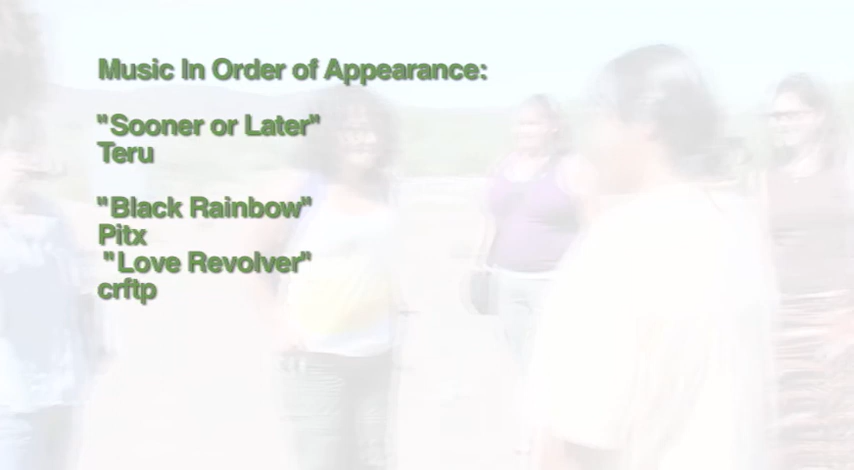 Music In Order of Appearance:
"Sooner or Later"
Teru
"Black Rainbow"
Pitx
"Love Revolver"
crftp